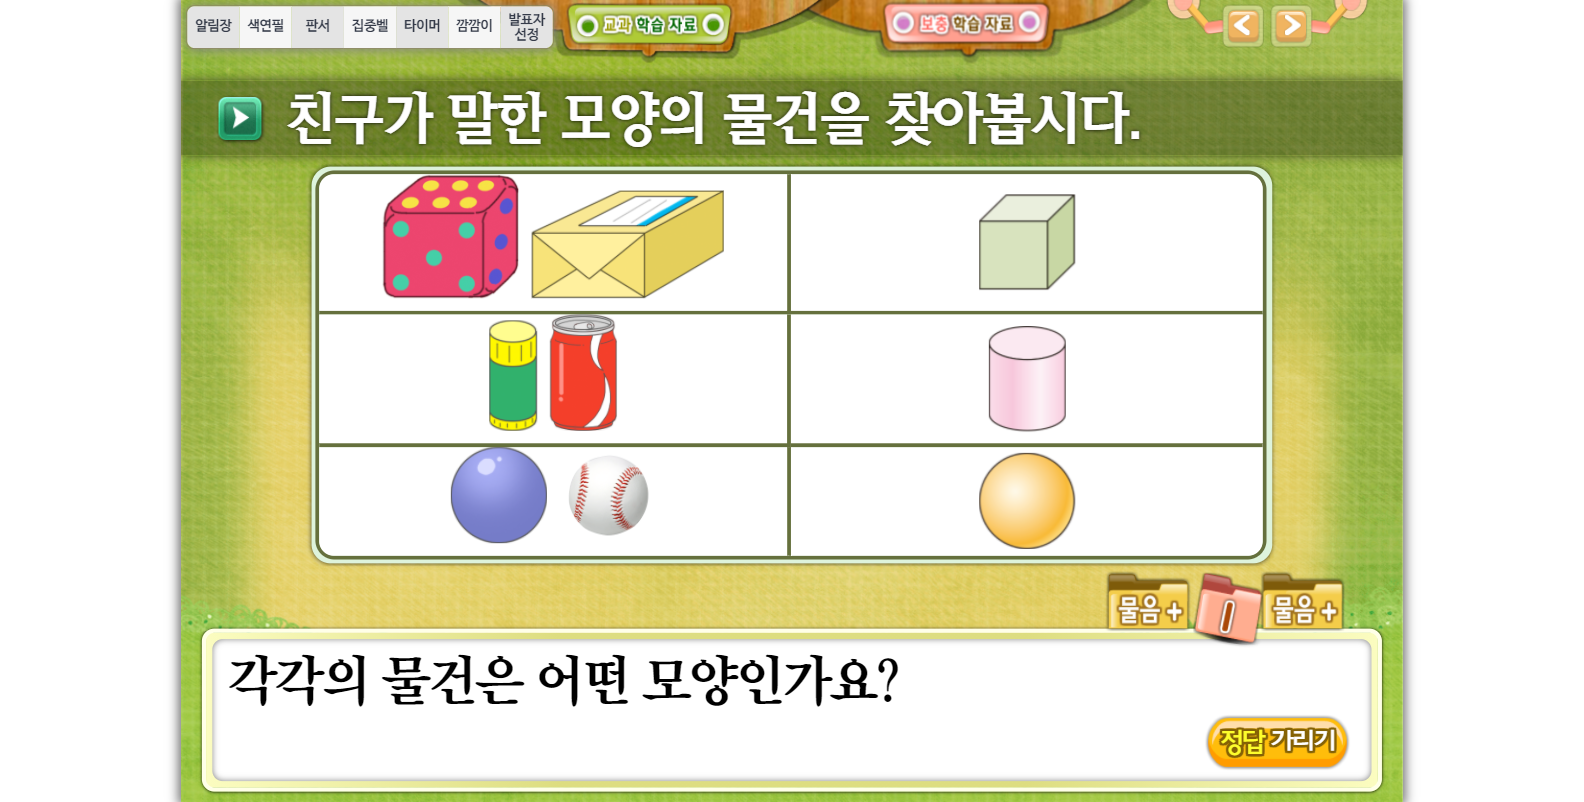 알림장 색연필 판서 집중벨 타이머 깜깜이 발표자 선정
교과 학습 자료
보충 학습 자료
친구가 말한 모양의 물건을 찾아봅시다.
물음+ 1 물음+
각각의 물건은 어떤 모양인가요?
정답 가리기